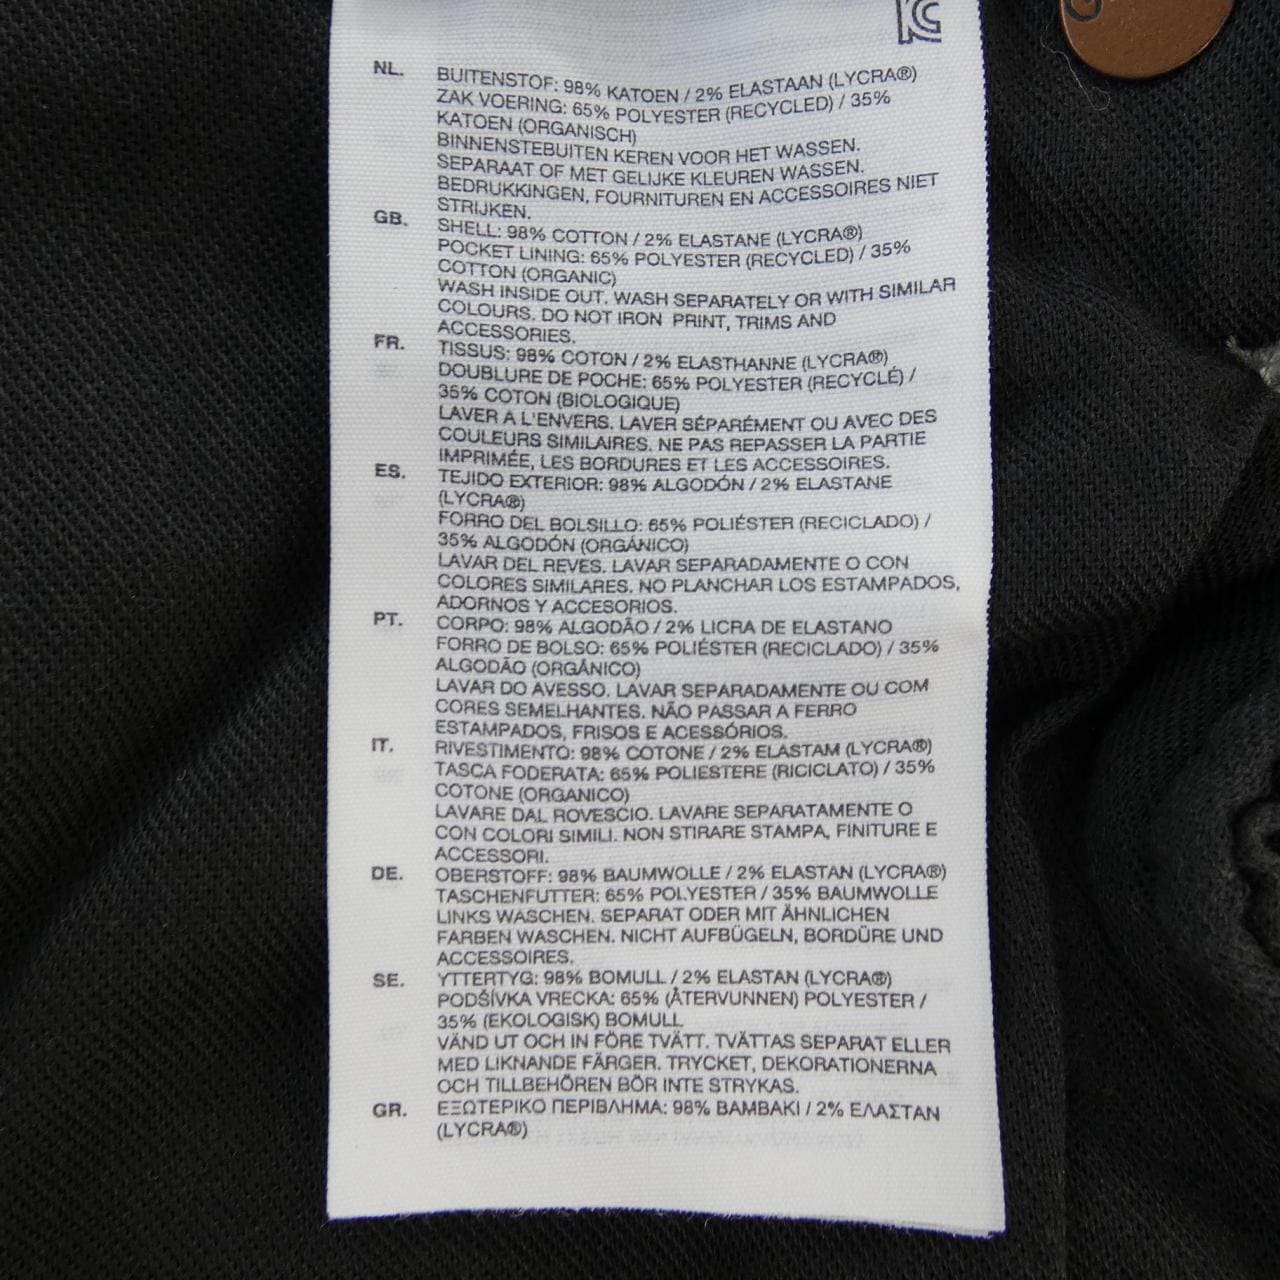 KC
NL. BUITENSTOF: 98% KATOEN / 2% ELASTAAN (LYCRA®)
ZAK VOERING: 65% POLYESTER (RECYCLED) / 35%
KATOEN (ORGANISCH)
BINNENSTEBUITEN KEREN VOOR HET WASSEN.
SEPARAAT OF MET GELIJKE KLEUREN WASSEN.
BEDRUKKINGEN, FOURNITUREN EN ACCESSOIRES NIET
STRIJKEN.
GB. SHELL: 98% COTTON / 2% ELASTANE (LYCRA®)
POCKET LINING: 65% POLYESTER (RECYCLED) / 35%
COTTON (ORGANIC)
WASH INSIDE OUT. WASH SEPARATELY OR WITH SIMILAR
COLOURS. DO NOT IRON PRINT, TRIMS AND
ACCESSORIES.
FR. TISSUS: 98% COTON / 2% ELASTHANNE (LYCRA®)
DOUBLURE DE POCHE: 65% POLYESTER (RECYCLÉ) /
35% COTON (BIOLOGIQUE)
LAVER A L'ENVERS. LAVER SÉPARÉMENT OU AVEC DES
COULEURS SIMILAIRES. NE PAS REPASSER LA PARTIE
IMPRIMÉE, LES BORDURES ET LES ACCESSOIRES.
ES. TEJIDO EXTERIOR: 98% ALGODÓN / 2% ELASTANE
(LYCRA®)
FORRO DEL BOLSILLO: 65% POLIÉSTER (RECICLADO) /
35% ALGODÓN (ORGÁNICO)
LAVAR DEL REVES. LAVAR SEPARADAMENTE O CON
COLORES SIMILARES. NO PLANCHAR LOS ESTAMPADOS,
ADORNOS Y ACCESORIOS.
PT. CORPO: 98% ALGODÃO / 2% LICRA DE ELASTANO
FORRO DE BOLSO: 65% POLIÉSTER (RECICLADO) / 35%
ALGODÃO (ORGÂNICO)
LAVAR DO AVESSO. LAVAR SEPARADAMENTE OU COM
CORES SEMELHANTES. NÃO PASSAR A FERRO
ESTAMPADOS, FRISOS E ACESSÓRIOS.
IT. RIVESTIMENTO: 98% COTONE / 2% ELASTAM (LYCRA®)
TASCA FODERATA: 65% POLIESTERE (RICICLATO) / 35%
COTONE (ORGANICO)
LAVARE DAL ROVESCIO. LAVARE SEPARATAMENTE O
CON COLORI SIMILI. NON STIRARE STAMPA, FINITURE E
ACCESSORI.
DE. OBERSTOFF: 98% BAUMWOLLE / 2% ELASTAN (LYCRA®)
TASCHENFUTTER: 65% POLYESTER / 35% BAUMWOLLE
LINKS WASCHEN. SEPARAT ODER MIT ÄHNLICHEN
FARBEN WASCHEN. NICHT AUFBÜGELN, BORDÜRE UND
ACCESSOIRES.
SE. YTTERTYG: 98% BOMULL / 2% ELASTAN (LYCRA®)
PODŠÍVKA VRECKA: 65% (ÅTERVUNNEN) POLYESTER /
35% (EKOLOGISK) BOMULL
VÄND UT OCH IN FÖRE TVÄTT. TVÄTTAS SEPARAT ELLER
MED LIKNANDE FÄRGER. TRYCKET, DEKORATIONERNA
OCH TILLBEHÖREN BÖR INTE STRYKAS.
GR. ΕΞΩΤΕΡΙΚΟ ΠΕΡΙΒΛΗΜΑ: 98% ΒΑΜΒΑΚΙ / 2% ΕΛΑΣΤΑΝ
(LYCRA®)